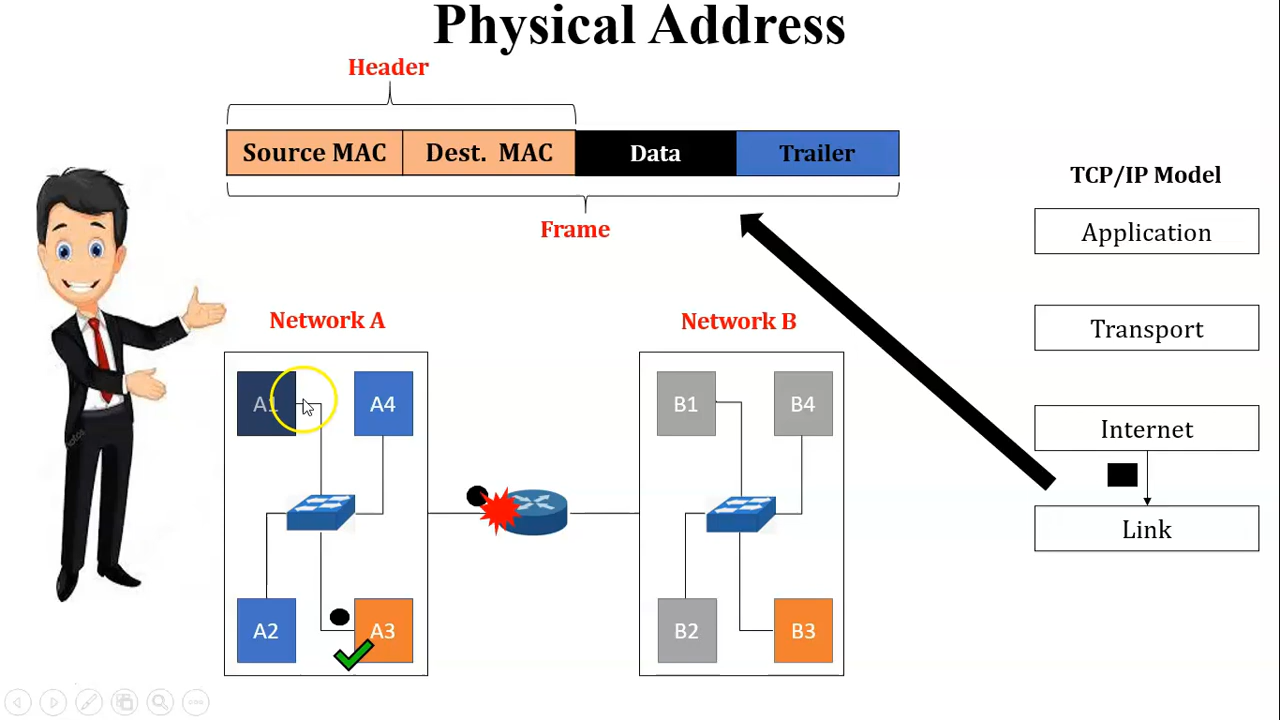 Physical Address
Header
Source MAC
Dest. MAC
Data
Trailer
Frame
TCP/IP Model
Application
Transport
Internet
Link
Network A
A1
A4
A2
A3
Network B
B1
B4
B2
B3